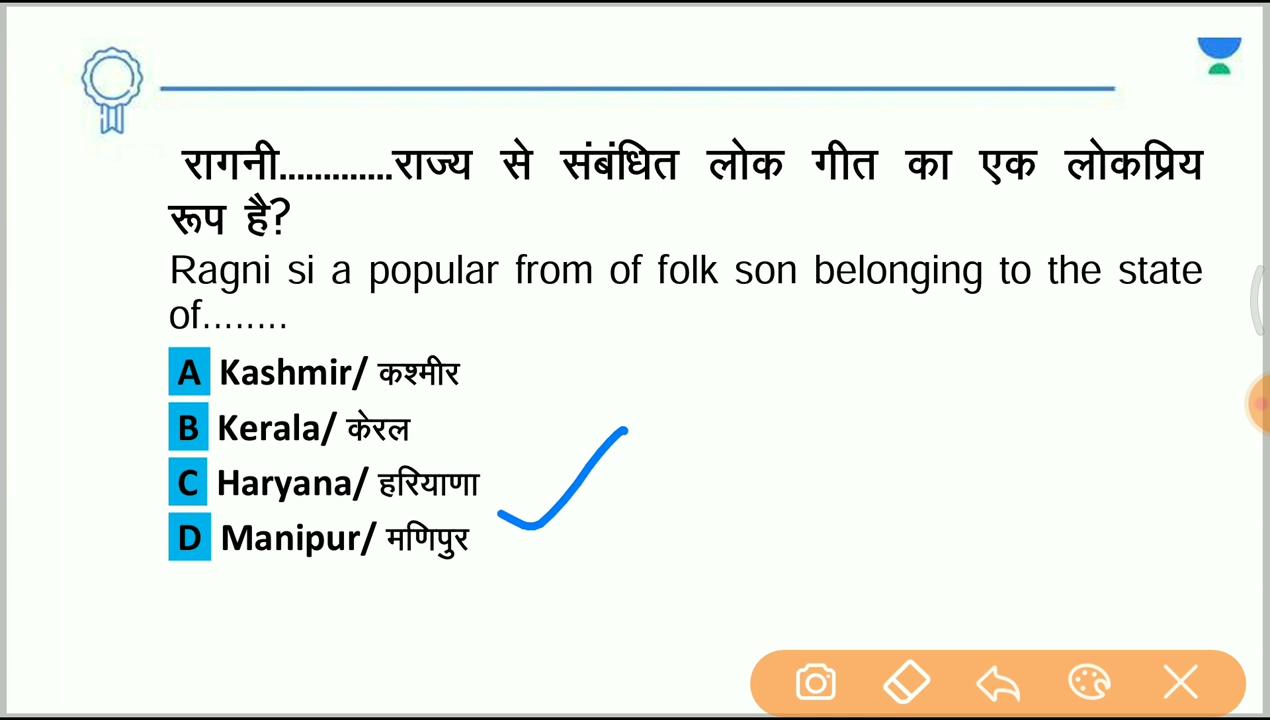 रागनी.............राज्य से संबंधित लोक गीत का एक लोकप्रिय
रूप है?
Ragni si a popular from of folk son belonging to the state
of........
A Kashmir/ कश्मीर
B Kerala/ केरल
C Haryana/ हरियाणा
D Manipur/ मणिपुर